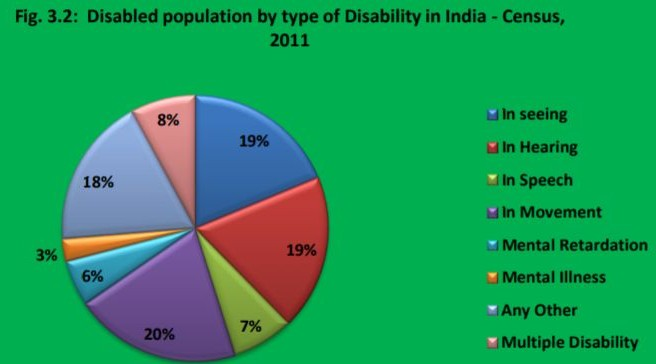 Fig. 3.2: Disabled population by type of Disability in India - Census,
2011
8%
19%
18%
19%
3%
6%
20%
7%
In seeing
In Hearing
In Speech
In Movement
Mental Retardation
Mental Illness
Any Other
Multiple Disability